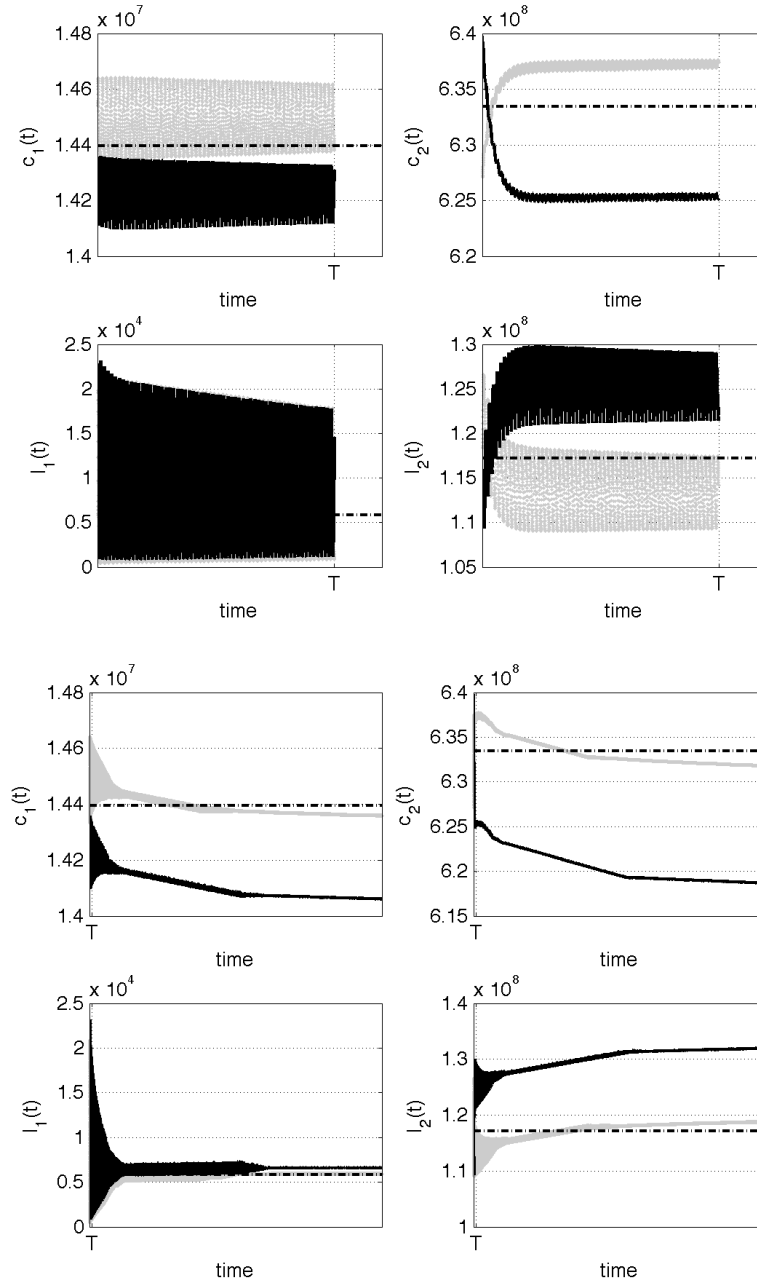 x 10^7
1.48
1.46
1.44
1.42
1.4
c_1(t)
T
time
x 10^8
6.4
6.35
6.3
6.25
6.2
c_2(t)
T
time
x 10^4
2.5
2
1.5
1
0.5
0
l_1(t)
T
time
x 10^8
1.3
1.25
1.2
1.15
1.1
1.05
l_2(t)
T
time
x 10^7
1.48
1.46
1.44
1.42
1.4
c_1(t)
T
time
x 10^8
6.4
6.35
6.3
6.25
6.2
6.15
c_2(t)
T
time
x 10^4
2.5
2
1.5
1
0.5
0
l_1(t)
T
time
x 10^8
1.4
1.3
1.2
1.1
1
l_2(t)
T
time